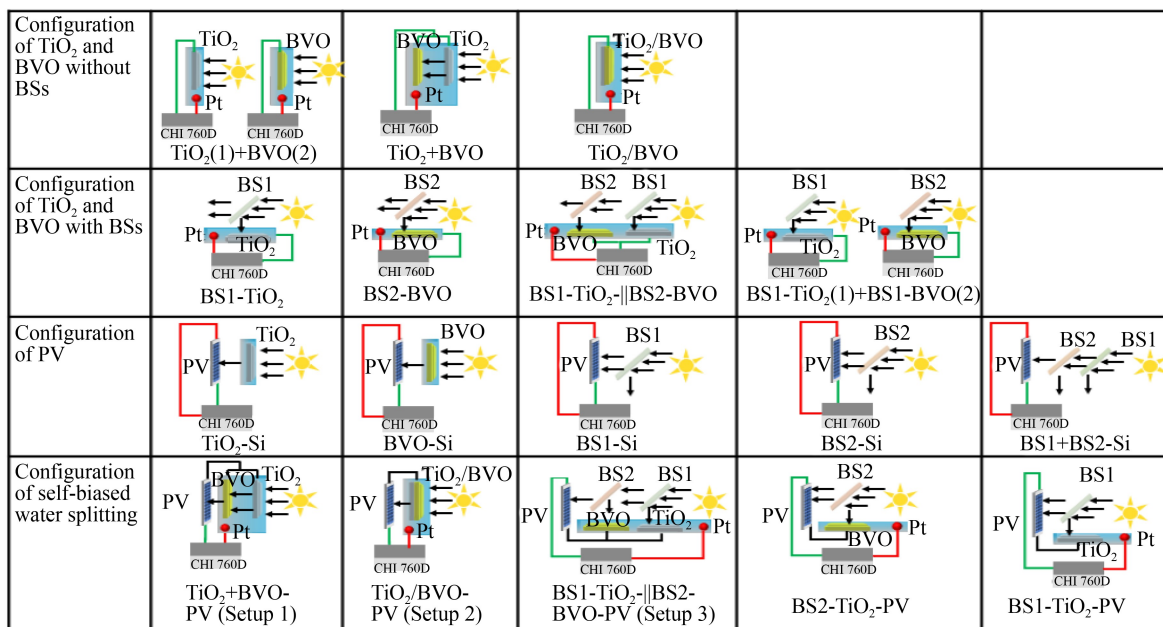 Configuration
of TiO₂ and
BVO without
BSs
TiO₂
BVO
Pt
Pt
CHI 760D
CHI 760D
TiO₂(1)+BVO(2)
BVO
TiO₂
Pt
CHI 760D
TiO₂+BVO
TiO₂/BVO
Pt
CHI 760D
TiO₂/BVO
Configuration
of TiO₂ and
BVO with BSs
BS1
Pt
TiO₂
CHI 760D
BS1-TiO₂
BS2
Pt
BVO
CHI 760D
BS2-BVO
BS2
BS1
Pt
BVO
TiO₂
CHI 760D
BS1-TiO₂-||BS2-BVO
BS1
BS2
Pt
TiO₂
Pt
BVO
CHI 760D
CHI 760D
BS1-TiO₂(1)+BS1-BVO(2)
Configuration
of PV
TiO₂
PV
CHI 760D
TiO₂-Si
BVO
PV
CHI 760D
BVO-Si
BS1
PV
CHI 760D
BS1-Si
BS2
PV
CHI 760D
BS2-Si
BS2
BS1
PV
CHI 760D
BS1+BS2-Si
Configuration
of self-biased
water splitting
BVO
TiO₂
PV
Pt
CHI 760D
TiO₂+BVO-
PV (Setup 1)
TiO₂/BVO
PV
Pt
CHI 760D
TiO₂/BVO-
PV (Setup 2)
BS2
BS1
PV
BVO
TiO₂
Pt
CHI 760D
BS1-TiO₂-||BS2-
BVO-PV (Setup 3)
BS2
PV
Pt
BVO
CHI 760D
BS2-TiO₂-PV
BS1
PV
TiO₂
Pt
CHI 760D
BS1-TiO₂-PV